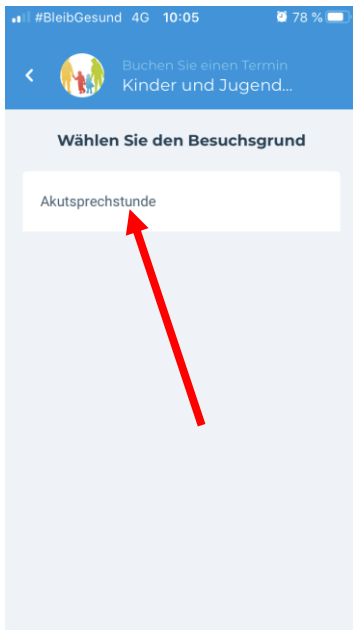 #BleibGesund 4G 10:05 78 %
Buchen Sie einen Termin
Kinder und Jugend...
Wählen Sie den Besuchsgrund
Akutsprechstunde